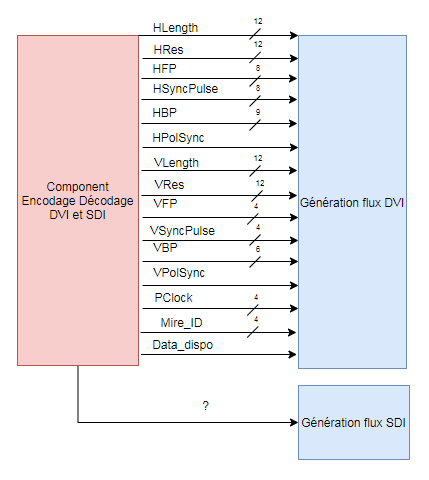 HLength
12
HRes
12
HFP
8
HSyncPulse
8
HBP
9
HPolSync
VLength
12
VRes
12
VFP
4
VSyncPulse
4
VBP
6
VPolSync
PClock
4
Mire_ID
4
Data_dispo
Component
Encodage Décodage
DVI et SDI
Génération flux DVI
?
Génération flux SDI